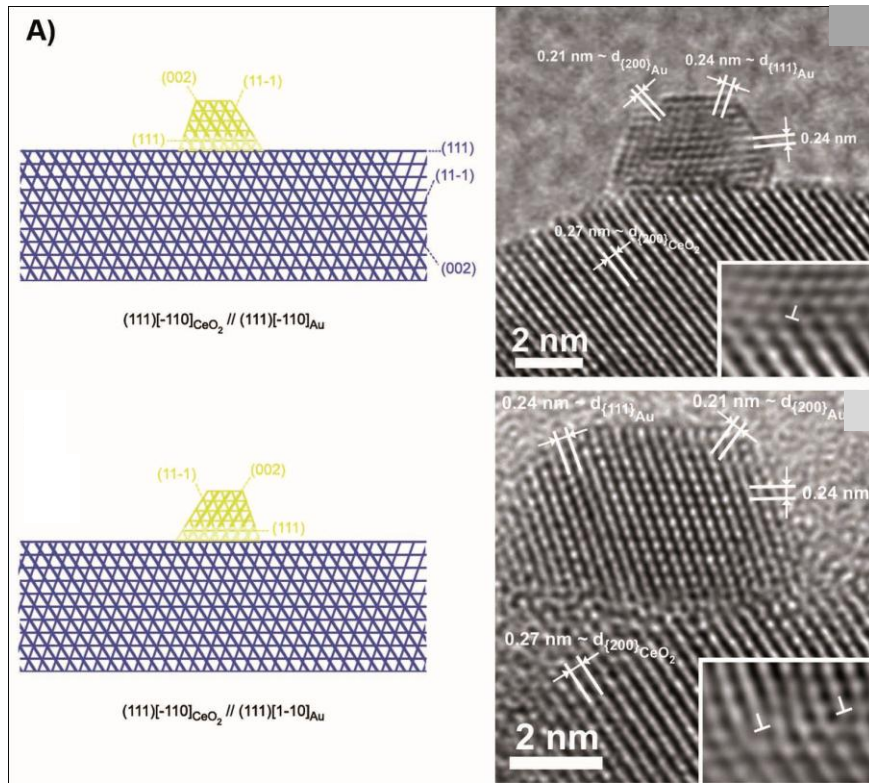 A)
(002)
(11-1)
(111)
(111)
(11-1)
(002)
(111)[-110]CeO2 // (111)[-110]Au
0.21 nm ~ d{200}Au
0.24 nm ~ d{111}Au
0.24 nm
0.27 nm ~ d{200}CeO2
2 nm
(11-1)
(002)
(111)
(111)[-110]CeO2 // (111)[1-10]Au
0.24 nm ~ d{111}Au
0.21 nm ~ d{200}Au
0.24 nm
0.27 nm ~ d{200}CeO2
2 nm